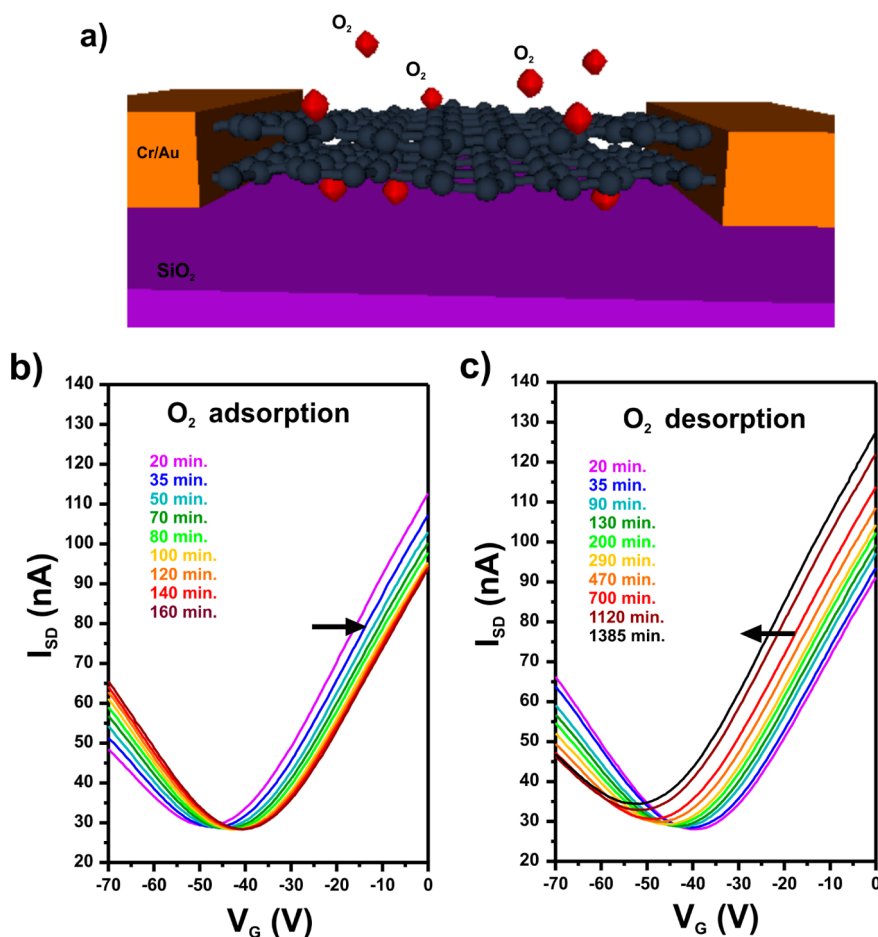 a)
O₂
O₂
O₂
Cr/Au
SiO₂
b)
O₂ adsorption
20 min.
35 min.
50 min.
70 min.
80 min.
100 min.
120 min.
140 min.
160 min.
140
130
120
110
100
90
80
70
60
50
40
30
20
I_SD (nA)
-70 -60 -50 -40 -30 -20 -10 0
V_G (V)
c)
O₂ desorption
20 min.
35 min.
90 min.
130 min.
200 min.
290 min.
470 min.
700 min.
1120 min.
1385 min.
140
130
120
110
100
90
80
70
60
50
40
30
20
I_SD (nA)
-70 -60 -50 -40 -30 -20 -10 0
V_G (V)